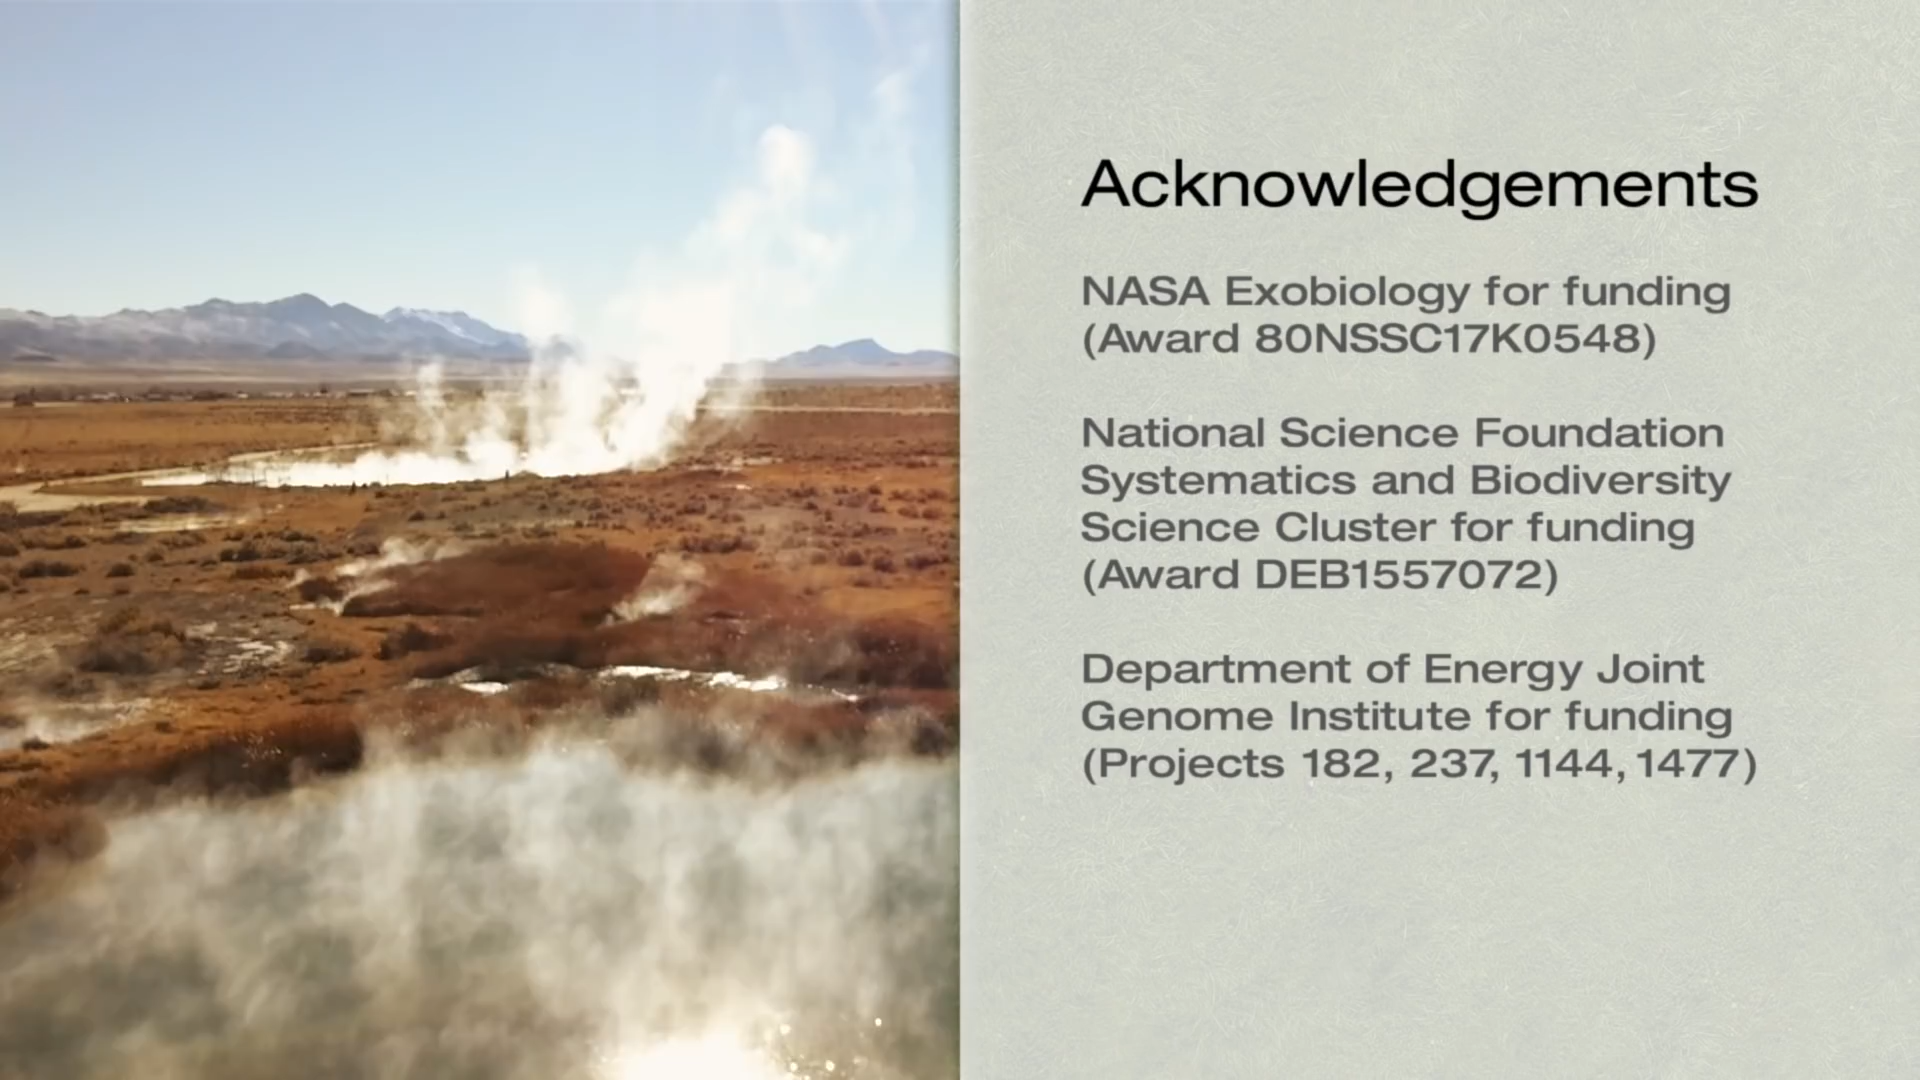 Acknowledgements
NASA Exobiology for funding
(Award 80NSSC17K0548)
National Science Foundation
Systematics and Biodiversity
Science Cluster for funding
(Award DEB1557072)
Department of Energy Joint
Genome Institute for funding
(Projects 182, 237, 1144, 1477)